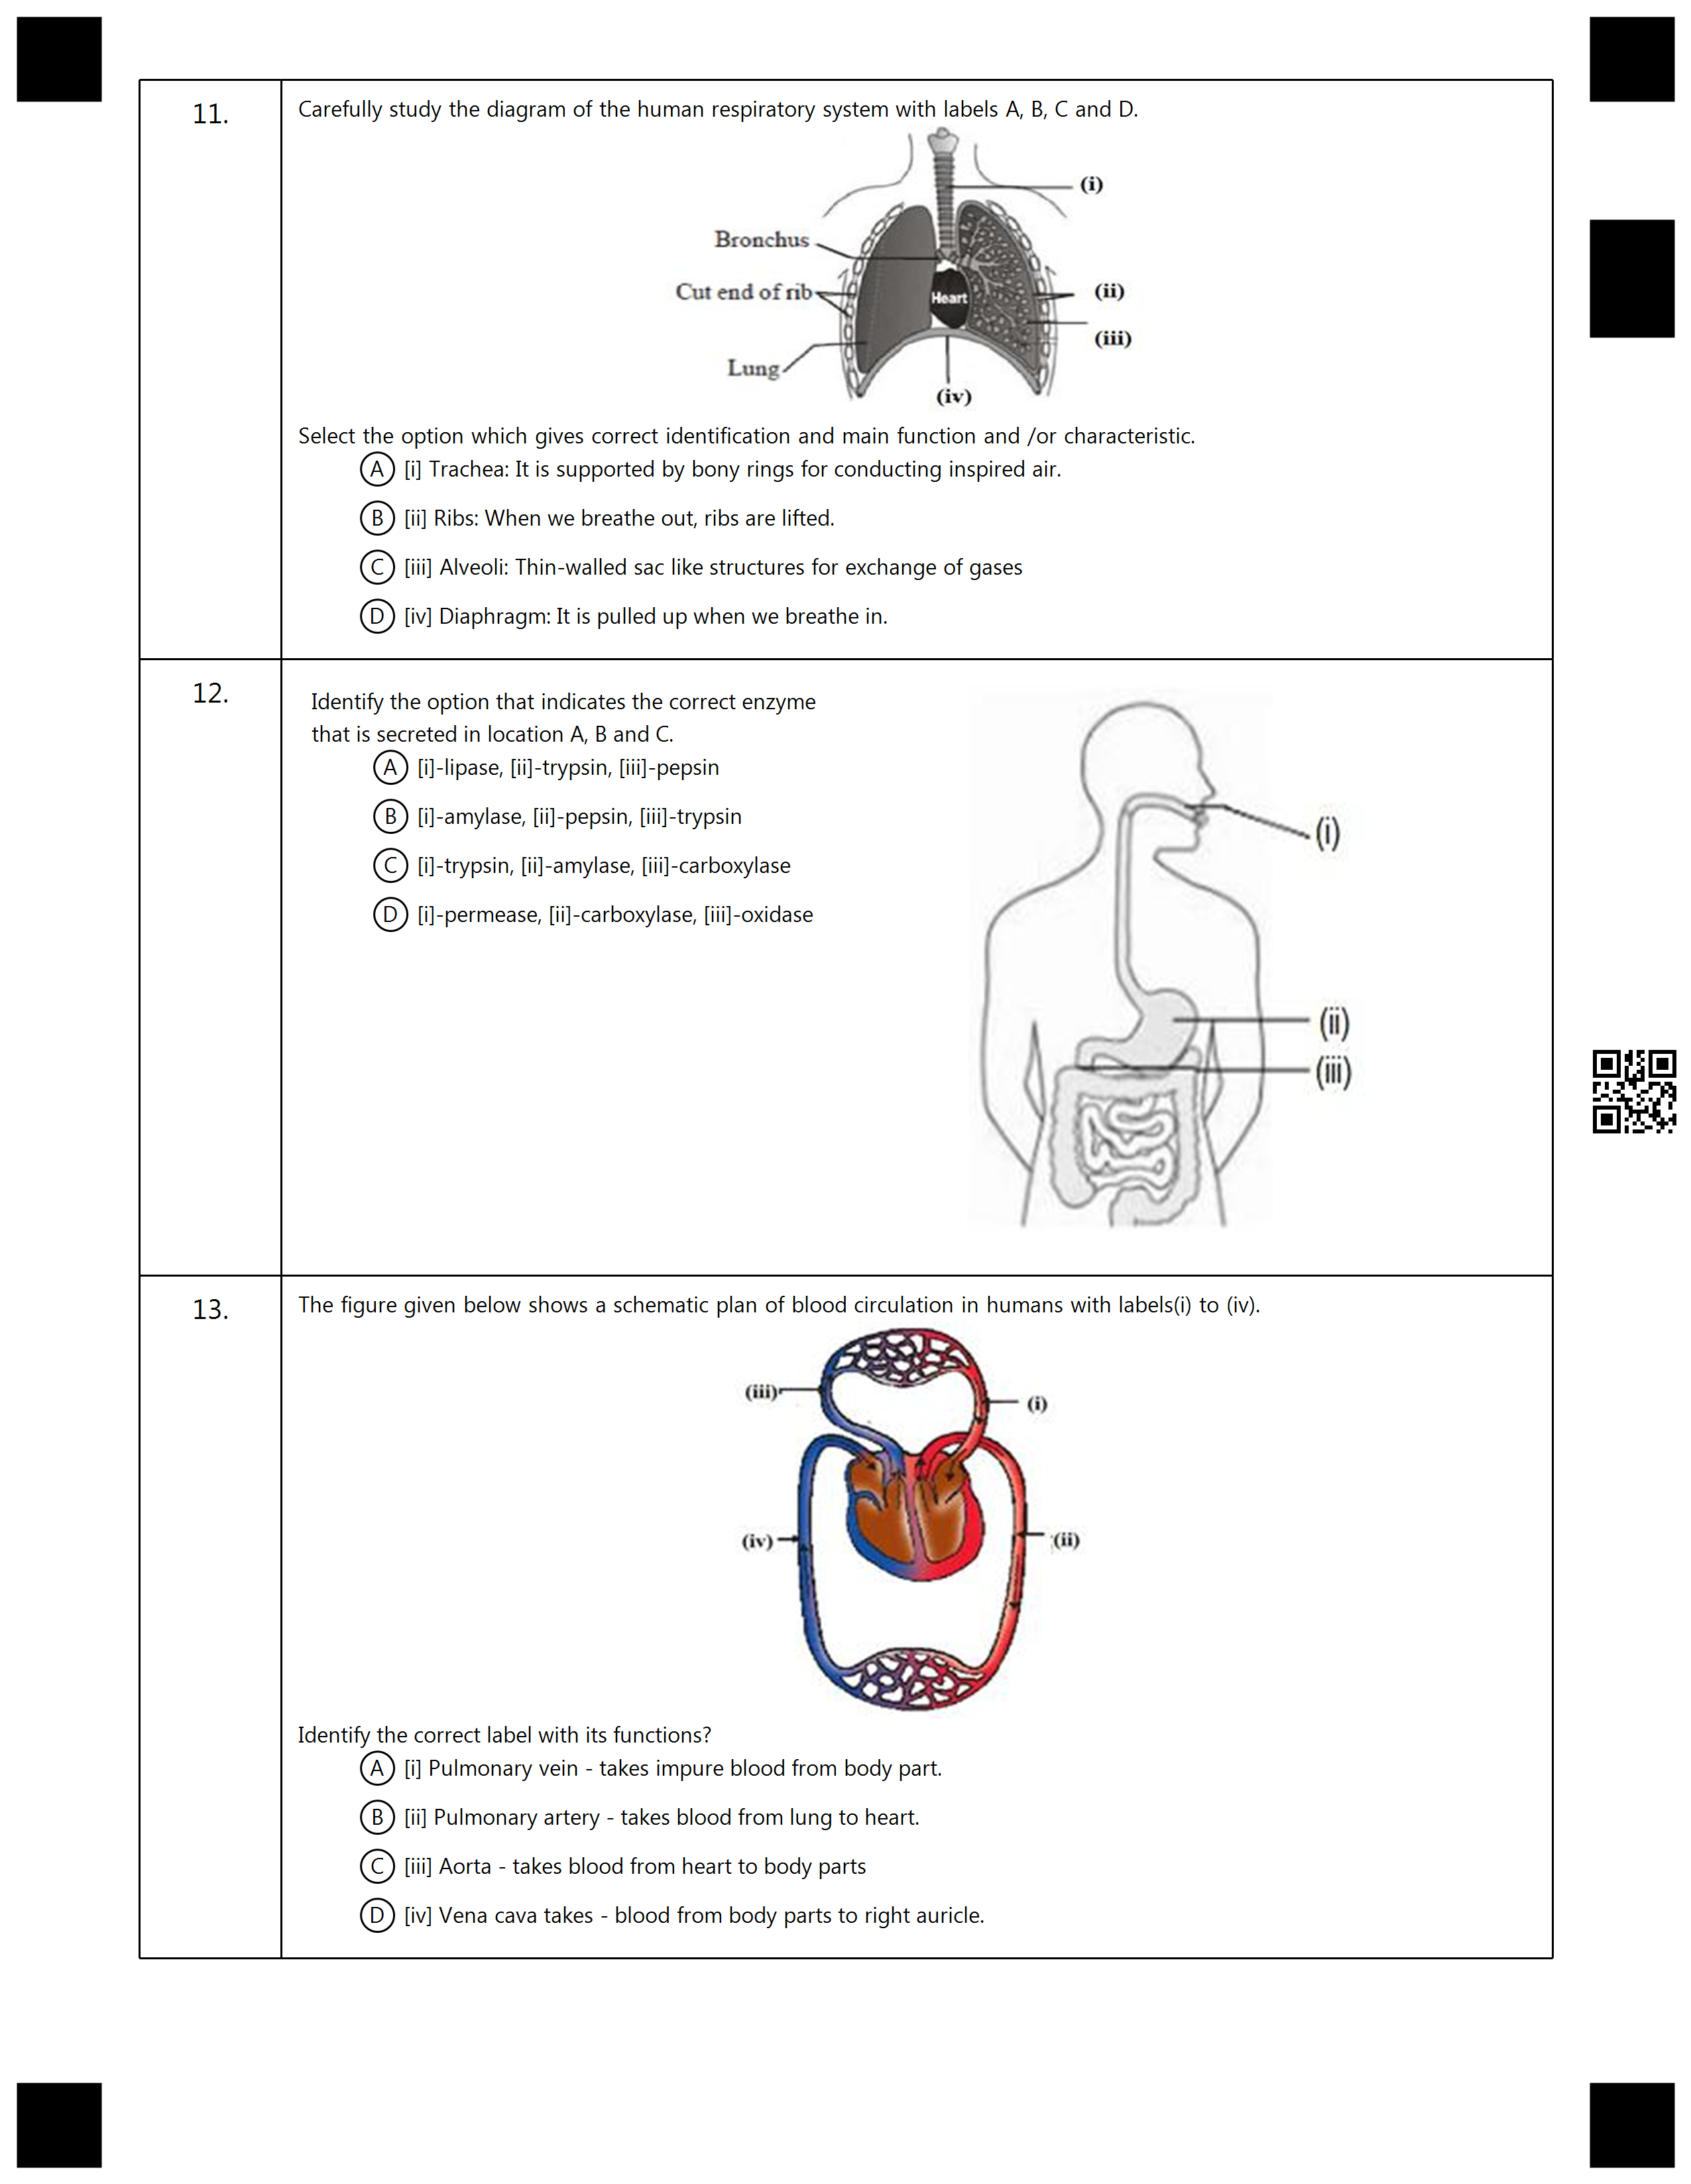 11.
Carefully study the diagram of the human respiratory system with labels A, B, C and D.
(i)
Bronchus
Cut end of rib
Heart
(ii)
(iii)
Lung
(iv)
Select the option which gives correct identification and main function and /or characteristic.
A [i] Trachea: It is supported by bony rings for conducting inspired air.
B [ii] Ribs: When we breathe out, ribs are lifted.
C [iii] Alveoli: Thin-walled sac like structures for exchange of gases
D [iv] Diaphragm: It is pulled up when we breathe in.
12.
Identify the option that indicates the correct enzyme
that is secreted in location A, B and C.
A [i]-lipase, [ii]-trypsin, [iii]-pepsin
B [i]-amylase, [ii]-pepsin, [iii]-trypsin
C [i]-trypsin, [ii]-amylase, [iii]-carboxylase
D [i]-permease, [ii]-carboxylase, [iii]-oxidase
(i)
(ii)
(iii)
13.
The figure given below shows a schematic plan of blood circulation in humans with labels(i) to (iv).
(iii)
(i)
(iv)
(ii)
Identify the correct label with its functions?
A [i] Pulmonary vein - takes impure blood from body part.
B [ii] Pulmonary artery - takes blood from lung to heart.
C [iii] Aorta - takes blood from heart to body parts
D [iv] Vena cava takes - blood from body parts to right auricle.